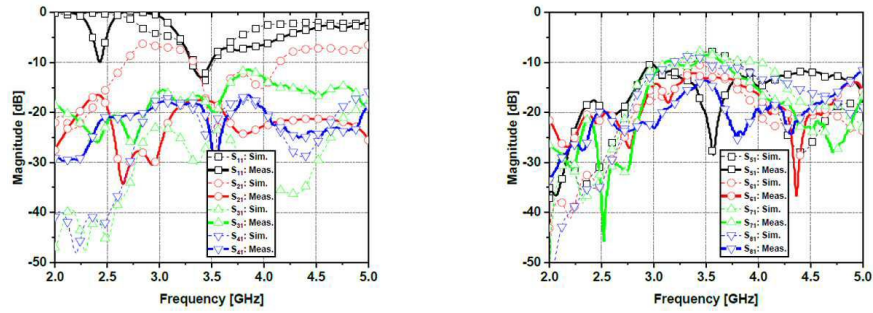 0
-10
-20
-30
-40
-50
Magnitude [dB]
S11: Sim.
S11: Meas.
S21: Sim.
S21: Meas.
S31: Sim.
S31: Meas.
S41: Sim.
S41: Meas.
2.0 2.5 3.0 3.5 4.0 4.5 5.0
Frequency [GHz]
0
-10
-20
-30
-40
-50
Magnitude [dB]
S51: Sim.
S51: Meas.
S61: Sim.
S61: Meas.
S71: Sim.
S71: Meas.
S81: Sim.
S81: Meas.
2.0 2.5 3.0 3.5 4.0 4.5 5.0
Frequency [GHz]